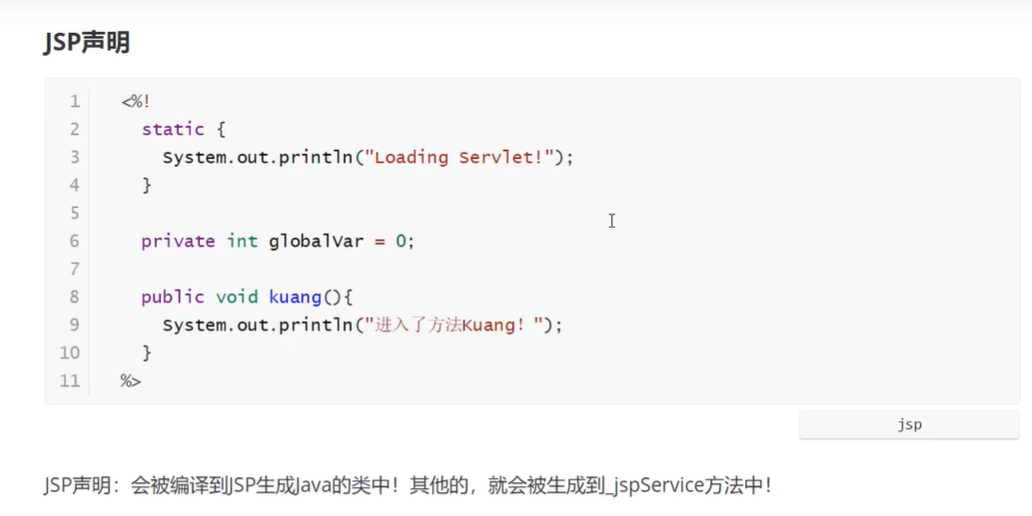 JSP声明
1 <%!
2 static {
3 System.out.println("Loading Servlet!");
4 }
5
6 private int globalVar = 0;
7
8 public void kuang(){
9 System.out.println("进入了方法Kuang！");
10 }
11 %>
jsp
JSP声明：会被编译到JSP生成Java的类中！其他的，就会被生成到_jspService方法中！